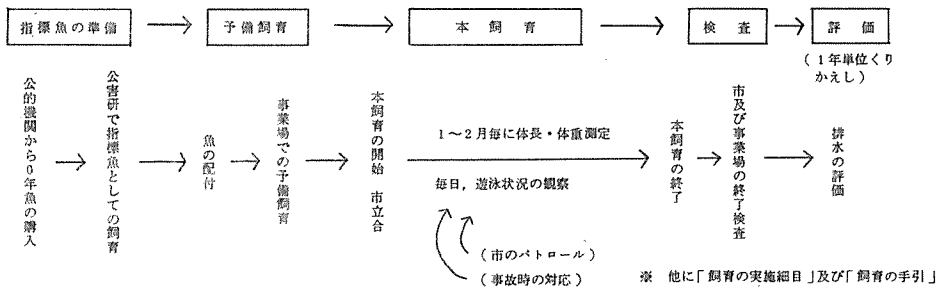 指標魚の準備
予備飼育
本飼育
検査
評価
(1年単位くり
かえし)
公的機関から0年魚の購入
公害研で指標魚としての飼育
魚の配付
事業場での予備飼育
本飼育の開始 市立合
1~2月毎に体長・体重測定
毎日,遊泳状況の観察
(市のパトロール)
(事故時の対応)
本飼育の終了
市及び事業場の終了検査
排水の評価
※ 他に「飼育の実施細目」及び「飼育の手引」